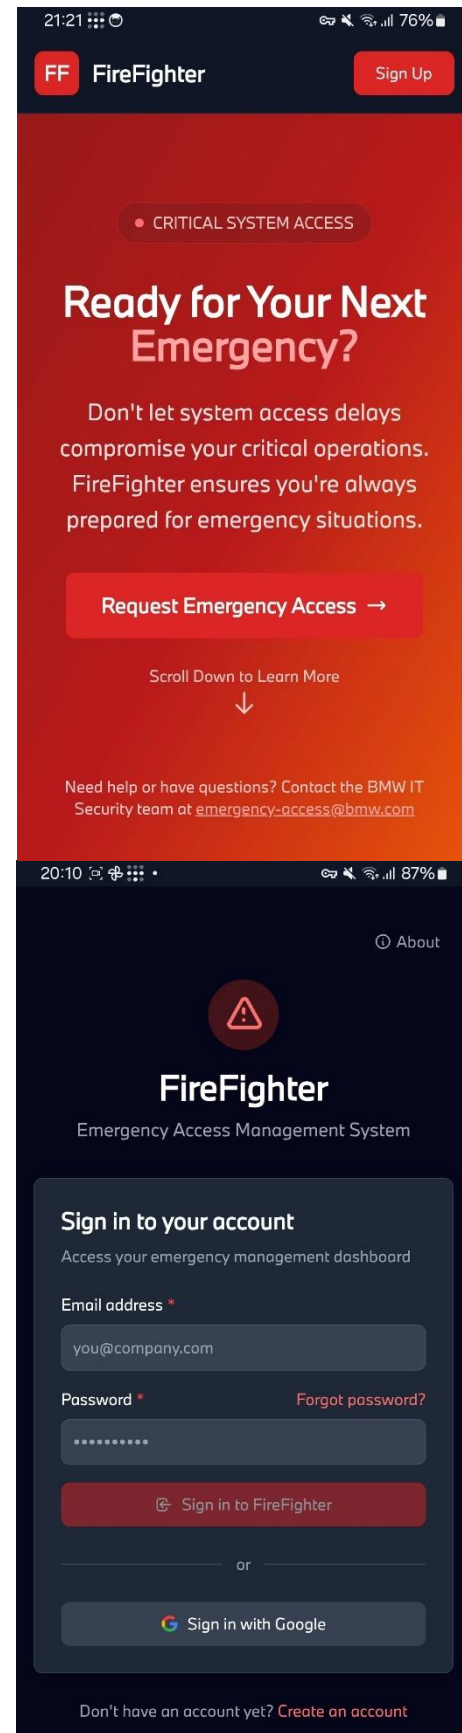 21:21 76%
FF FireFighter Sign Up
CRITICAL SYSTEM ACCESS
Ready for Your Next
Emergency?
Don't let system access delays
compromise your critical operations.
FireFighter ensures you're always
prepared for emergency situations.
Request Emergency Access →
Scroll Down to Learn More
↓
Need help or have questions? Contact the BMW IT
Security team at emergency-access@bmw.com
20:10 87%
About
FireFighter
Emergency Access Management System
Sign in to your account
Access your emergency management dashboard
Email address *
you@company.com
Password * Forgot password?
••••••••••
Sign in to FireFighter
or
Sign in with Google
Don't have an account yet? Create an account